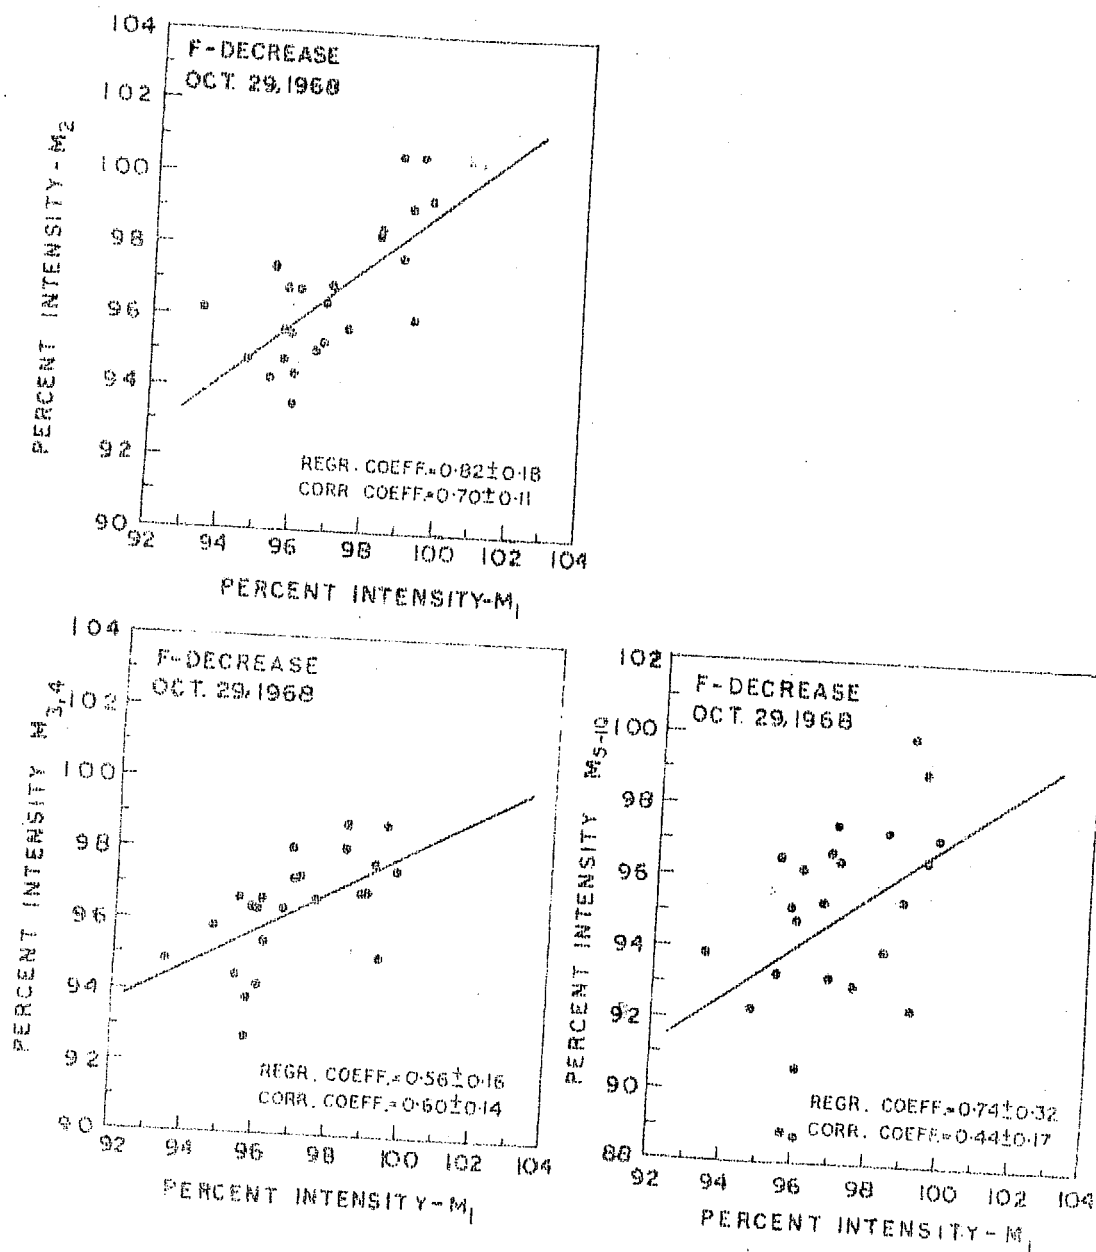 104
F-DECREASE
OCT. 29, 1968
102
100
98
96
94
92
90
PERCENT INTENSITY-M2
REGR. COEFF.=0.82±0.18
CORR COEFF.=0.70±0.11
92 94 96 98 100 102 104
PERCENT INTENSITY-M1
104
F-DECREASE
OCT. 29, 1968
102
100
98
96
94
92
90
PERCENT INTENSITY M3,4
REGR. COEFF.=0.56±0.16
CORR. COEFF.=0.60±0.14
92 94 96 98 100 102 104
PERCENT INTENSITY-M1
102
F-DECREASE
OCT. 29, 1968
100
98
96
94
92
90
88
PERCENT INTENSITY M5-10
REGR. COEFF.=0.74±0.32
CORR. COEFF.=0.44±0.17
92 94 96 98 100 102 104
PERCENT INTENSITY-M1